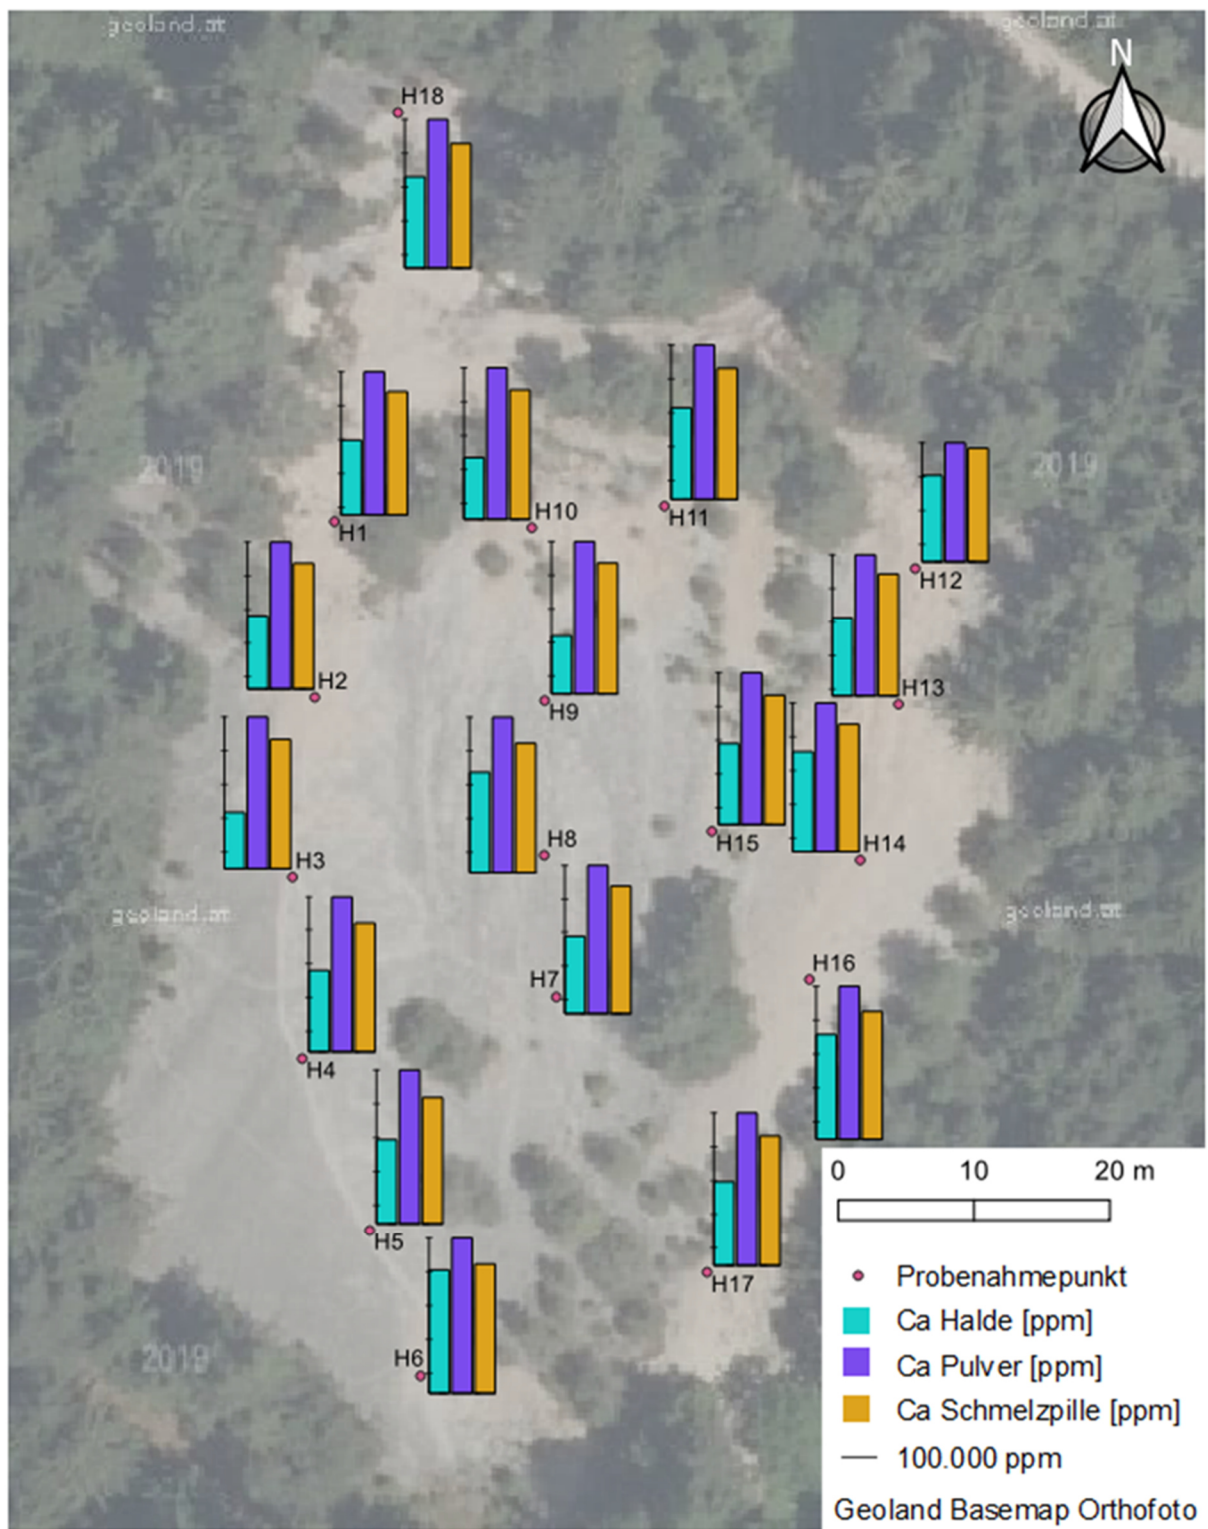 geoland.at
geoland.at
N
H18
2019
2019
H10
H11
H1
H12
H2
H13
H9
H15
H14
H8
H3
geoland.at
geoland.at
H16
H7
H4
H5
H17
2019
H6
0 10 20 m
Probenahmepunkt
Ca Halde [ppm]
Ca Pulver [ppm]
Ca Schmelzpille [ppm]
100.000 ppm
Geoland Basemap Orthofoto